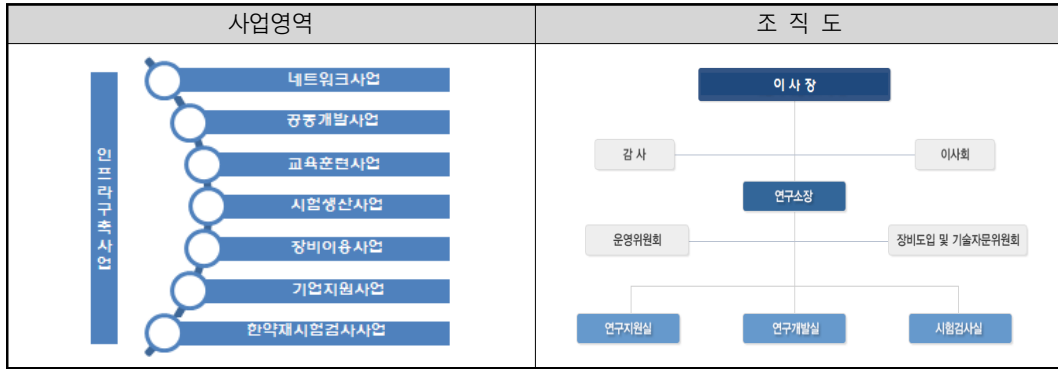 사업영역
인프라구축사업
네트워크사업
공동개발사업
교육훈련사업
시험생산사업
장비이용사업
기업지원사업
한약재시험검사사업
조 직 도
이 사 장
감 사
이사회
연구소장
운영위원회
장비도입 및 기술자문위원회
연구지원실
연구개발실
시험검사실